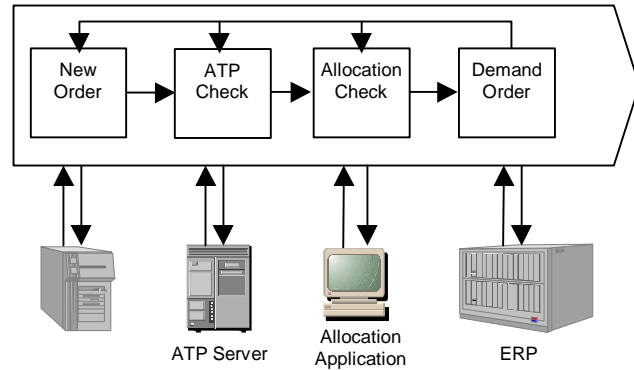 New
Order
ATP
Check
Allocation
Check
Demand
Order
ATP Server
Allocation
Application
ERP